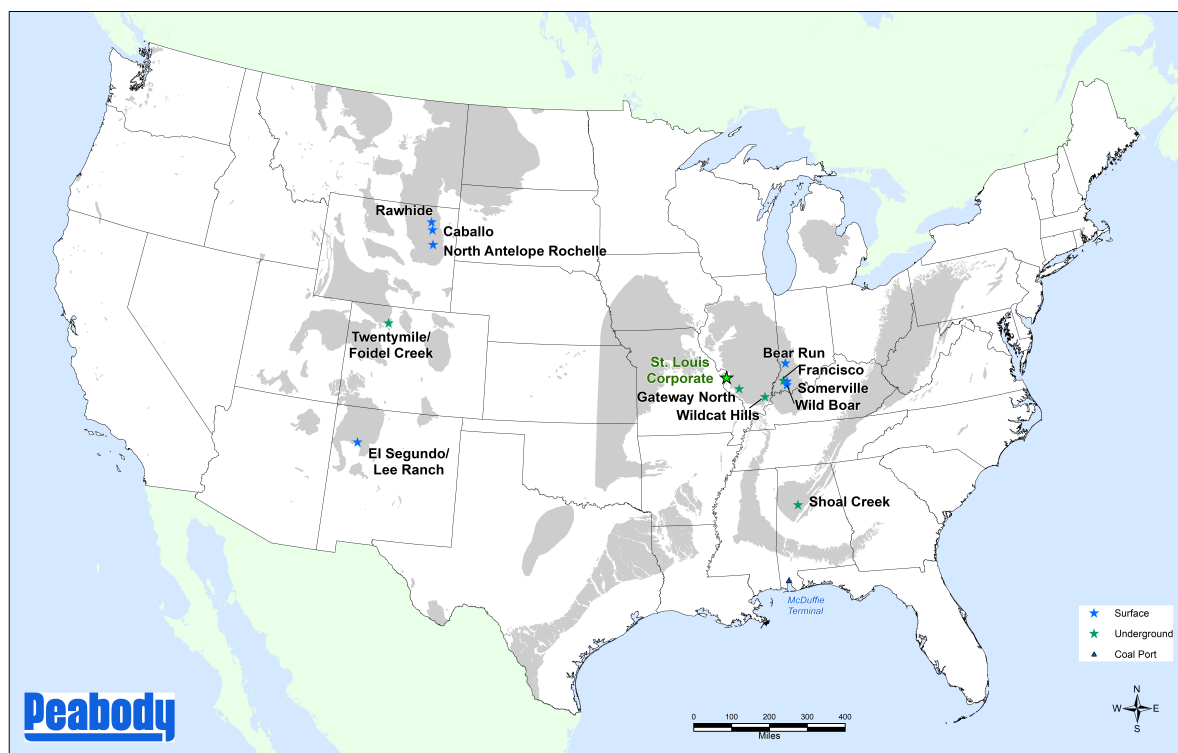 Rawhide
Caballo
North Antelope Rochelle
Twentymile/
Foidel Creek
Bear Run
St. Louis
Corporate
Francisco
Somerville
Gateway North
Wild Boar
Wildcat Hills
El Segundo/
Lee Ranch
Shoal Creek
McDuffie
Terminal
Surface
Underground
Coal Port
Peabody
0 100 200 300 400
Miles
N
W E
S